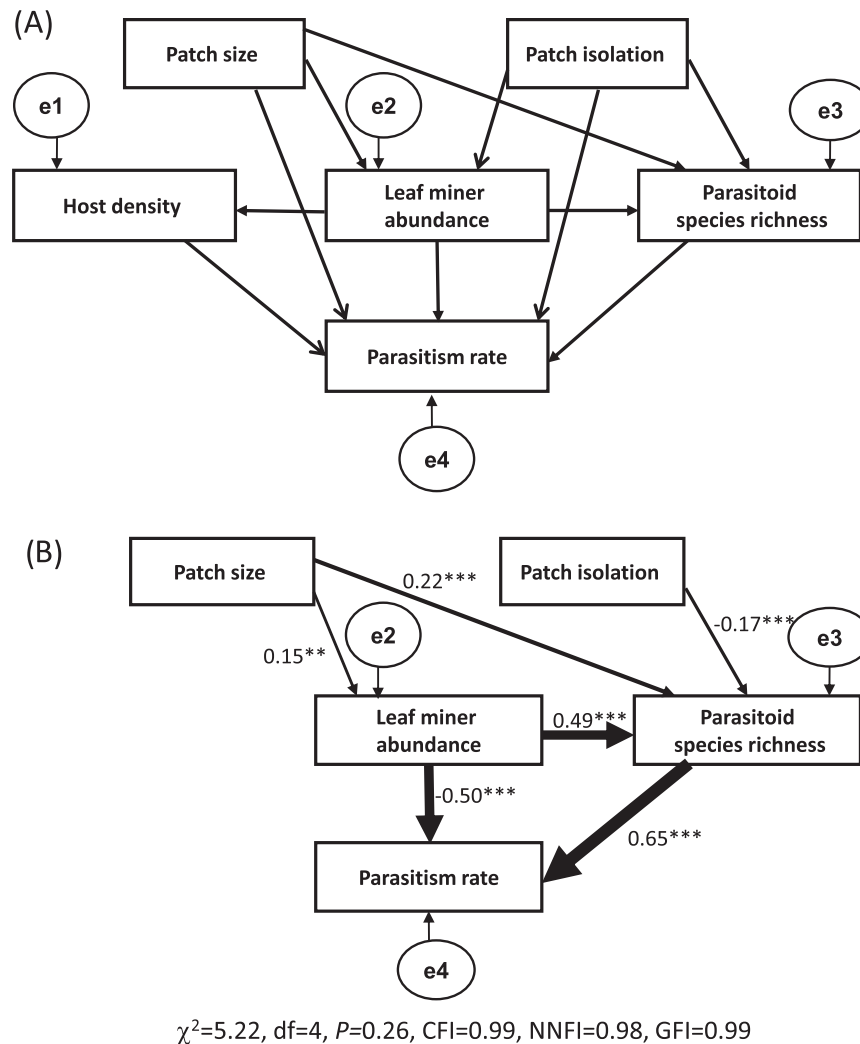 (A)
Patch size
Patch isolation
e1
e2
e3
Host density
Leaf miner
abundance
Parasitoid
species richness
Parasitism rate
e4
(B)
Patch size
Patch isolation
0.22***
-0.17***
e2
e3
0.15**
Leaf miner
abundance
0.49***
Parasitoid
species richness
-0.50***
0.65***
Parasitism rate
e4
χ²=5.22, df=4, P=0.26, CFI=0.99, NNFI=0.98, GFI=0.99